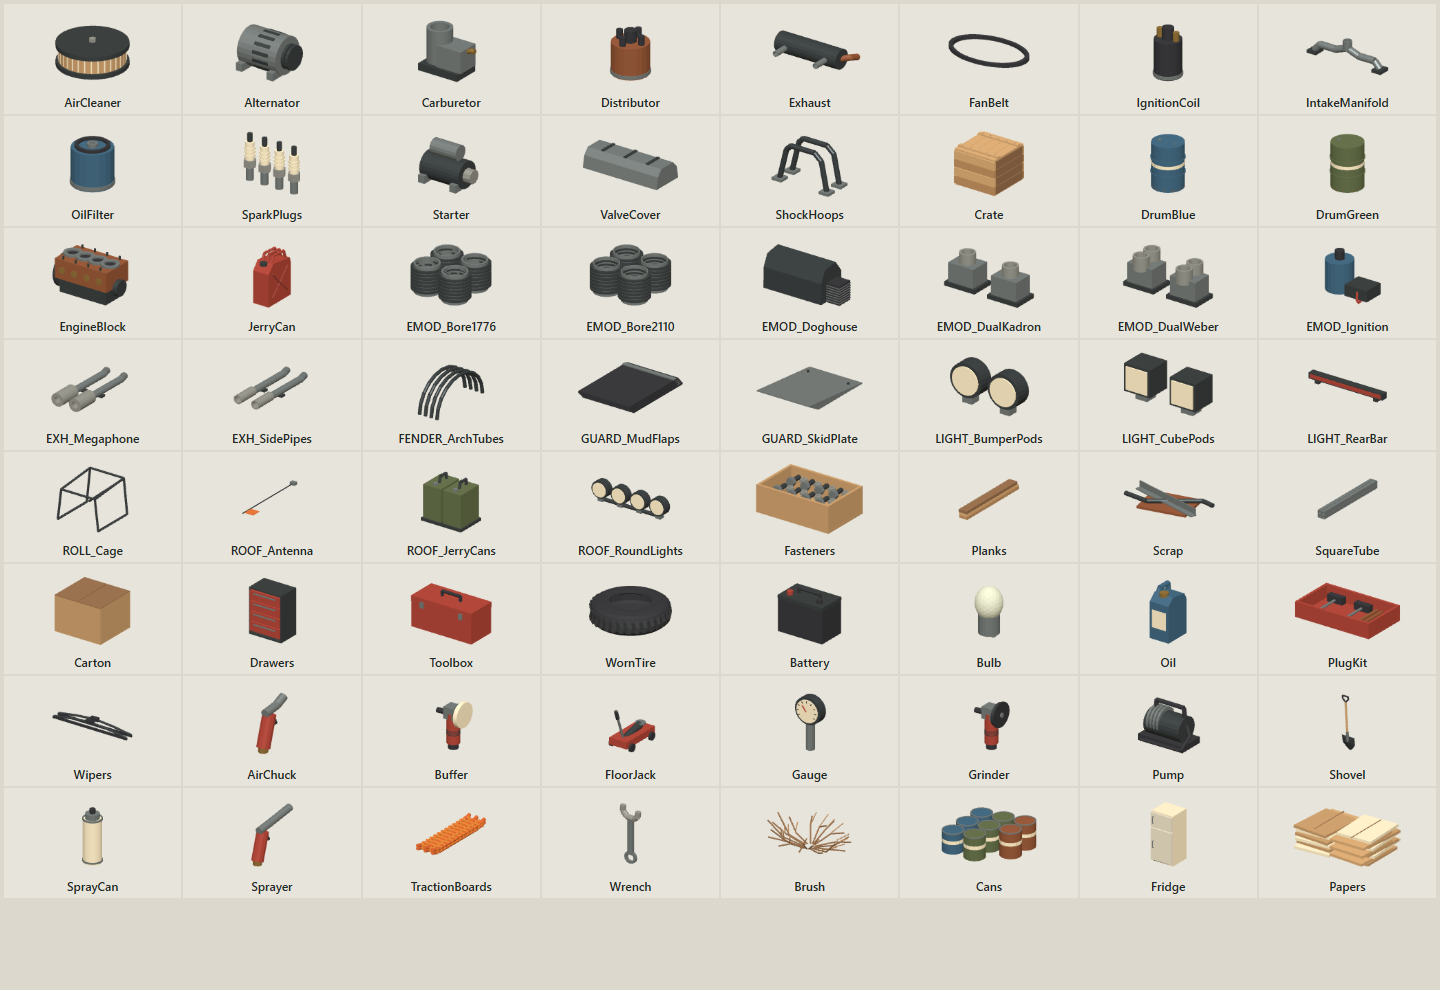 AirCleaner
Alternator
Carburetor
Distributor
Exhaust
FanBelt
IgnitionCoil
IntakeManifold
OilFilter
SparkPlugs
Starter
ValveCover
ShockHoops
Crate
DrumBlue
DrumGreen
EngineBlock
JerryCan
EMOD_Bore1776
EMOD_Bore2110
EMOD_Doghouse
EMOD_DualKadron
EMOD_DualWeber
EMOD_Ignition
EXH_Megaphone
EXH_SidePipes
FENDER_ArchTubes
GUARD_MudFlaps
GUARD_SkidPlate
LIGHT_BumperPods
LIGHT_CubePods
LIGHT_RearBar
ROLL_Cage
ROOF_Antenna
ROOF_JerryCans
ROOF_RoundLights
Fasteners
Planks
Scrap
SquareTube
Carton
Drawers
Toolbox
WornTire
Battery
Bulb
Oil
PlugKit
Wipers
AirChuck
Buffer
FloorJack
Gauge
Grinder
Pump
Shovel
SprayCan
Sprayer
TractionBoards
Wrench
Brush
Cans
Fridge
Papers